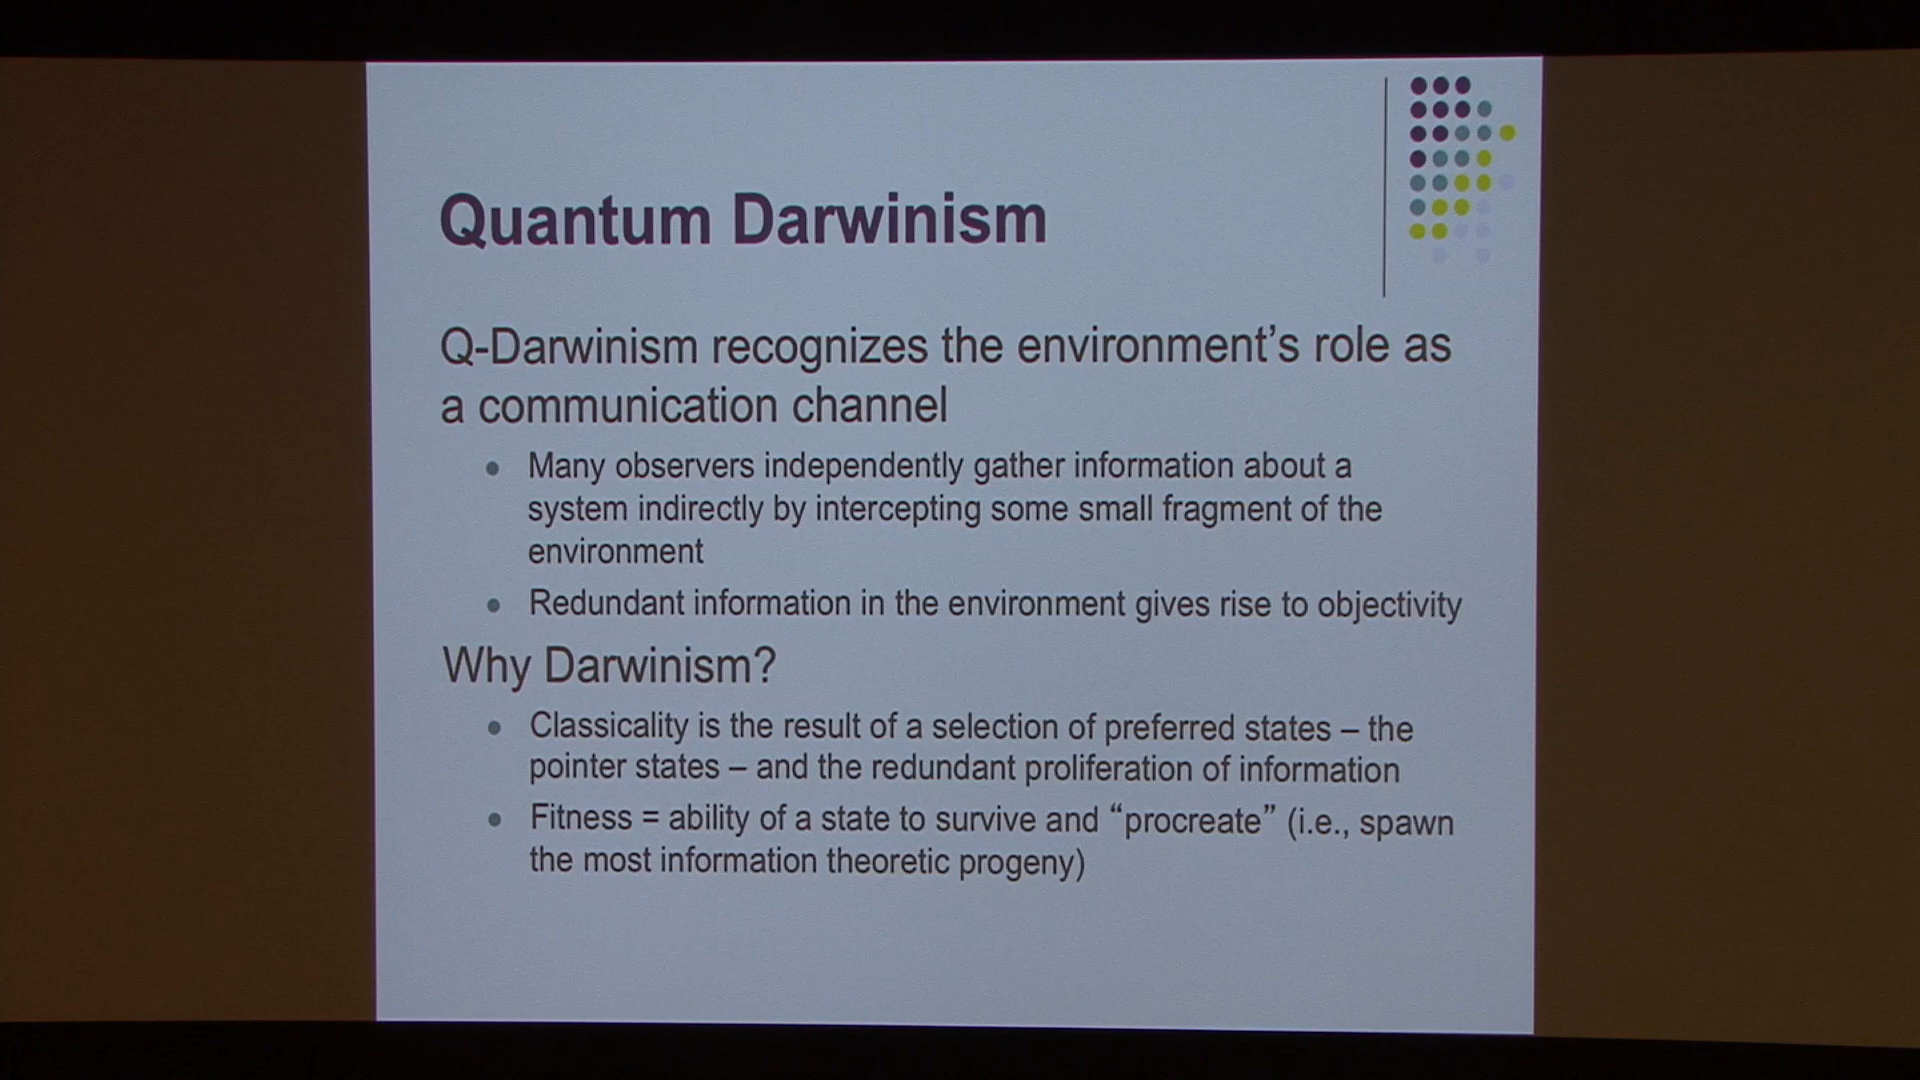 Quantum Darwinism
Q-Darwinism recognizes the environment’s role as
a communication channel
• Many observers independently gather information about a
system indirectly by intercepting some small fragment of the
environment
• Redundant information in the environment gives rise to objectivity
Why Darwinism?
• Classicality is the result of a selection of preferred states – the
pointer states – and the redundant proliferation of information
• Fitness = ability of a state to survive and “procreate” (i.e., spawn
the most information theoretic progeny)